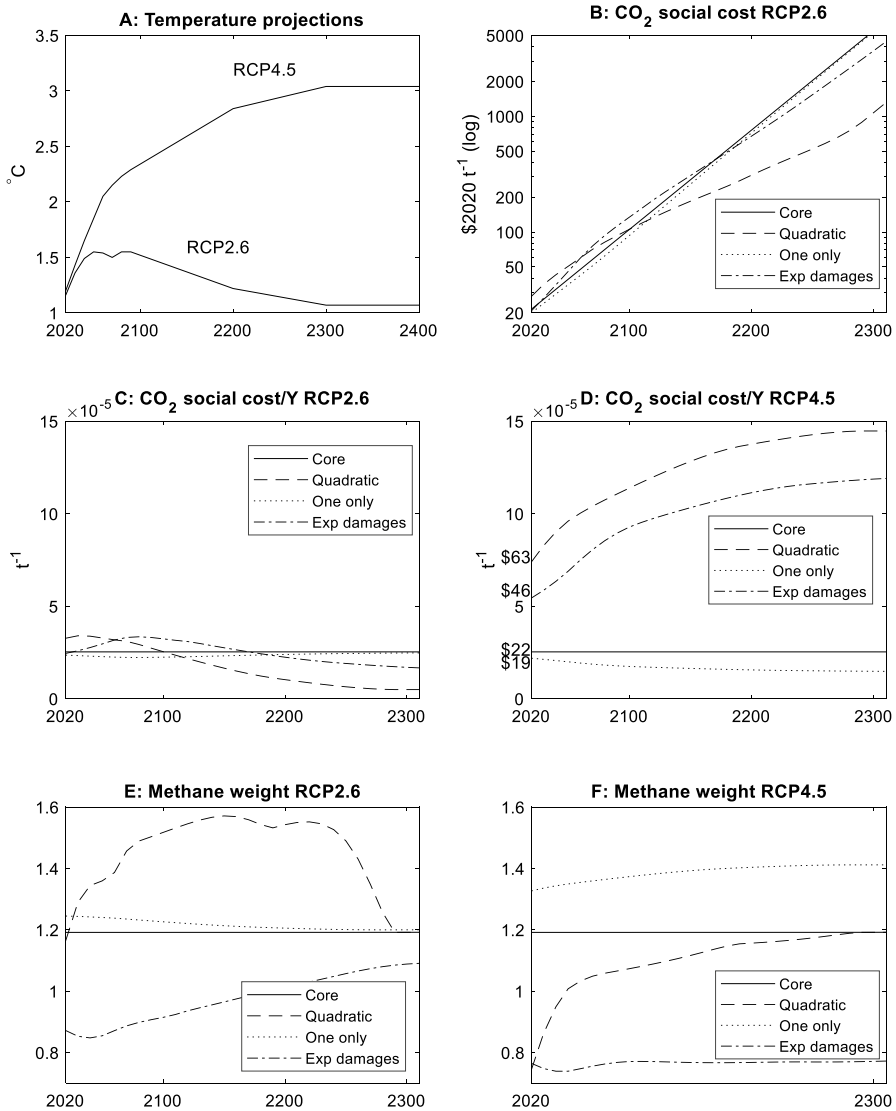 A: Temperature projections
3.5
3
2.5
2
1.5
1
°C
RCP4.5
RCP2.6
2020 2100 2200 2300 2400
B: CO2 social cost RCP2.6
5000
2000
1000
500
200
100
50
20
$2020 t-1 (log)
Core
Quadratic
One only
Exp damages
2020 2100 2200 2300
C: CO2 social cost/Y RCP2.6
×10-5
15
10
5
0
t-1
Core
Quadratic
One only
Exp damages
2020 2100 2200 2300
D: CO2 social cost/Y RCP4.5
×10-5
15
10
5
0
t-1
$63
$46
$22
$19
Core
Quadratic
One only
Exp damages
2020 2100 2200 2300
E: Methane weight RCP2.6
1.6
1.4
1.2
1
0.8
Core
Quadratic
One only
Exp damages
2020 2100 2200 2300
F: Methane weight RCP4.5
1.6
1.4
1.2
1
0.8
Core
Quadratic
One only
Exp damages
2020 2100 2200 2300